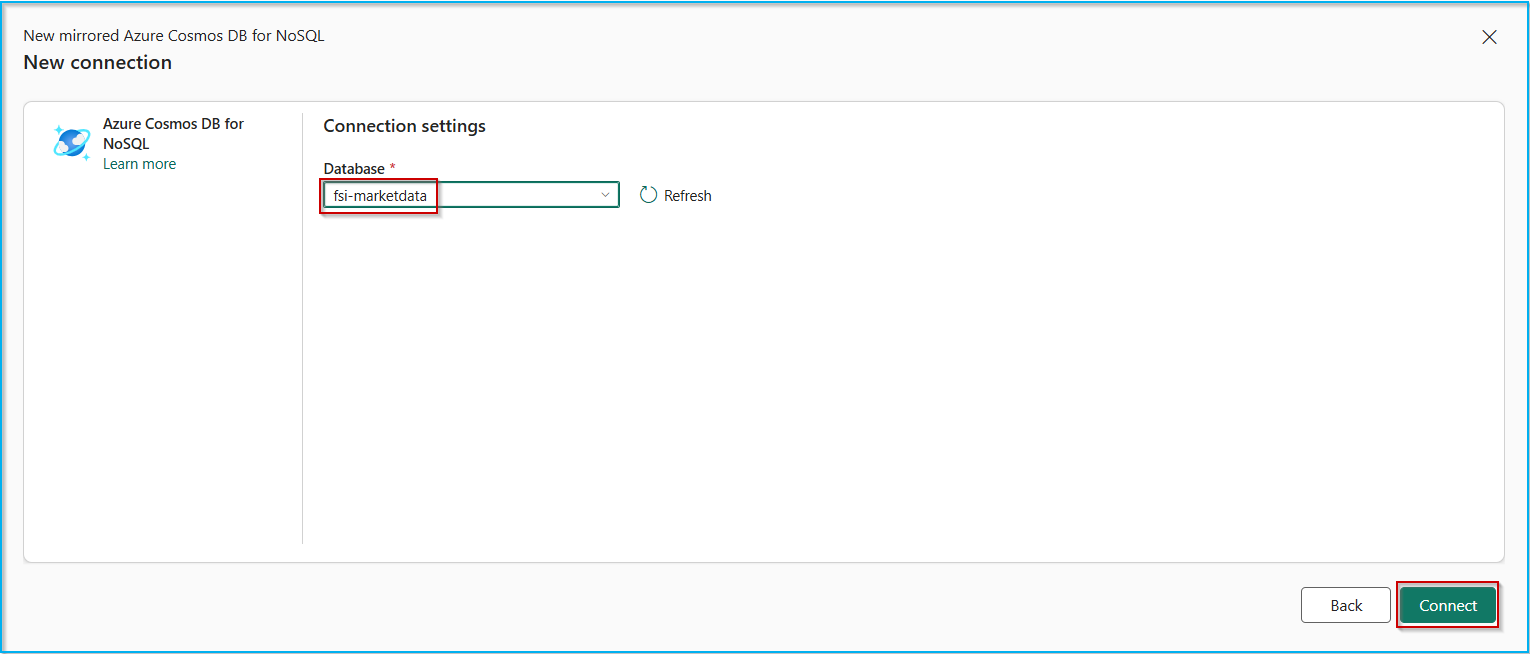 New mirrored Azure Cosmos DB for NoSQL
New connection
Azure Cosmos DB for
NoSQL
Learn more
Connection settings
Database *
fsi-marketdata
Refresh
Back
Connect